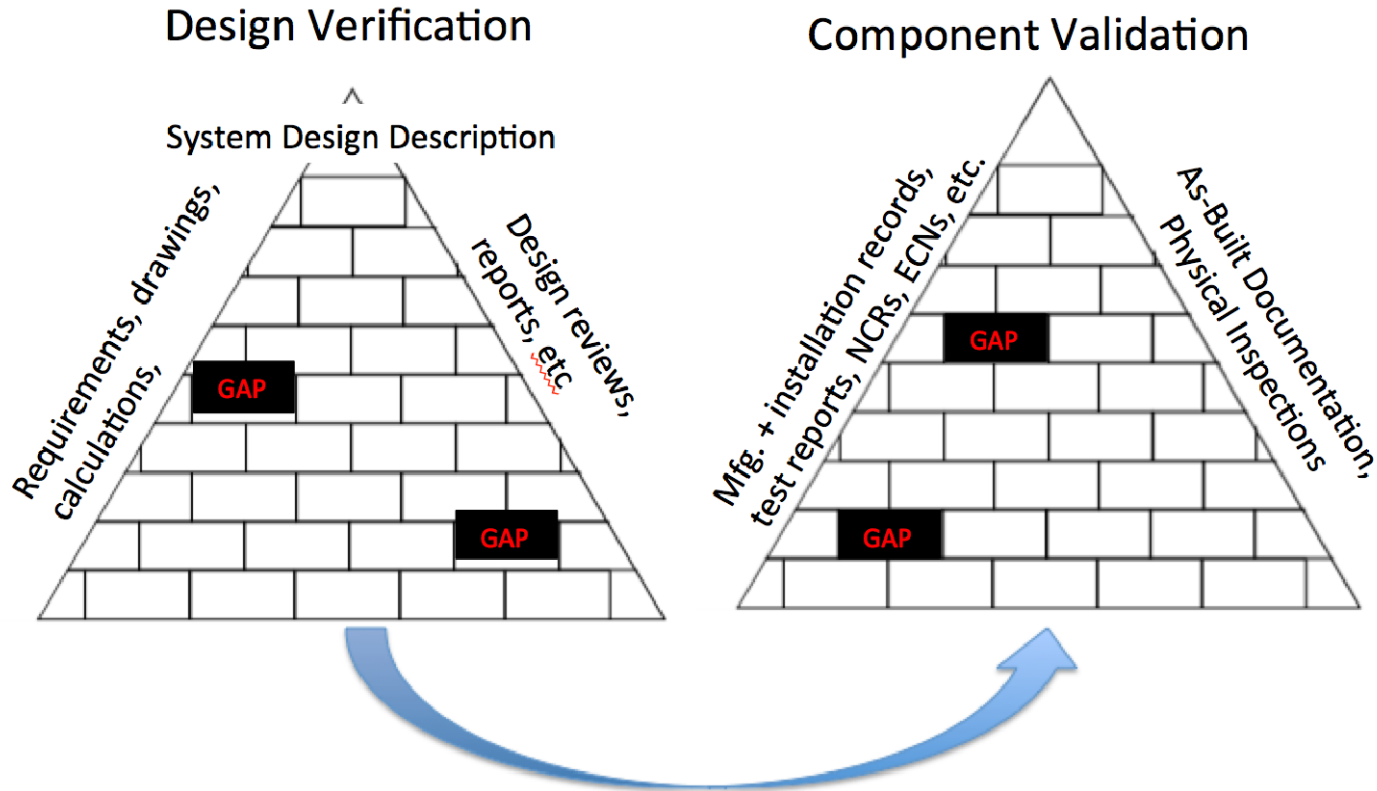 Design Verification
System Design Description
Requirements, drawings,
calculations,
Design reviews,
reports, etc
GAP
GAP
Component Validation
Mfg. + installation records,
test reports, NCRs, ECNs, etc.
As-Built Documentation,
Physical Inspections
GAP
GAP